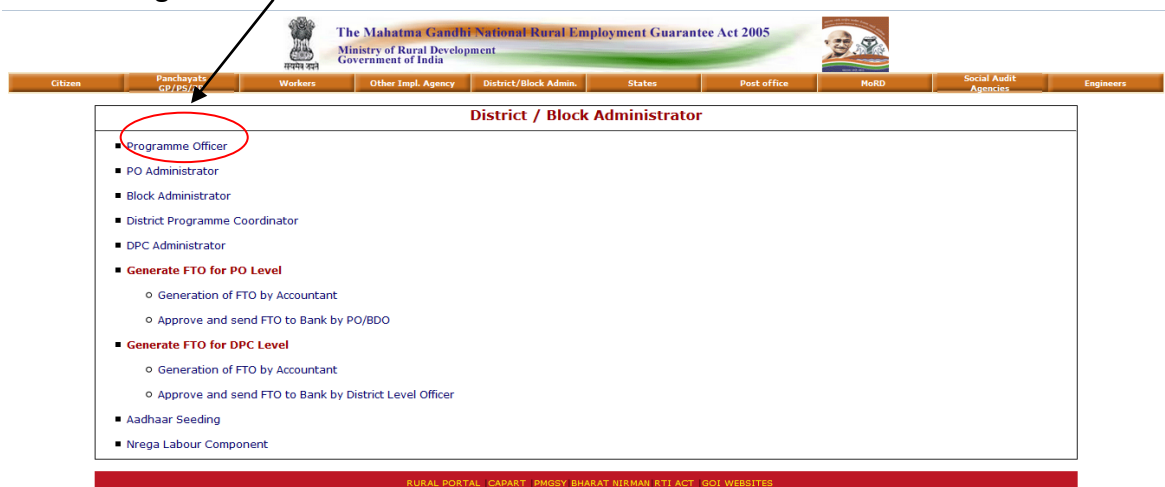 The Mahatma Gandhi National Rural Employment Guarantee Act 2005
Ministry of Rural Development
Government of India
सत्यमेव जयते
Citizen
Panchayats
Workers
Other Impl. Agency
District/Block Admin.
States
Post office
MoRD
Social Audit
Agencies
Engineers
District / Block Administrator
Programme Officer
PO Administrator
Block Administrator
District Programme Coordinator
DPC Administrator
Generate FTO for PO Level
Generation of FTO by Accountant
Approve and send FTO to Bank by PO/BDO
Generate FTO for DPC Level
Generation of FTO by Accountant
Approve and send FTO to Bank by District Level Officer
Aadhaar Seeding
Nrega Labour Component
RURAL PORTAL | CAPART | PMGSY BHARAT NIRMAN RTI ACT | GOI WEBSITES